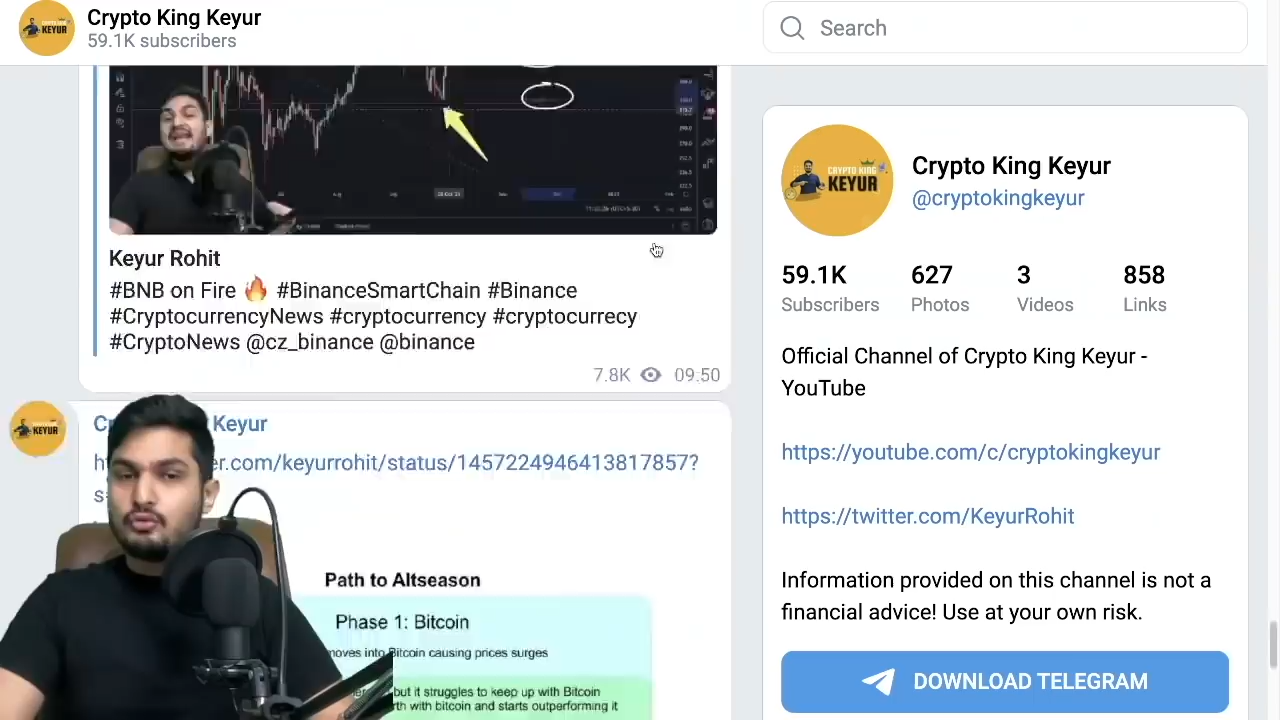 Crypto King Keyur
59.1K subscribers
Search
Keyur Rohit
#BNB on Fire 🔥 #BinanceSmartChain #Binance
#CryptocurrencyNews #cryptocurrency #cryptocurrecy
#CryptoNews @cz_binance @binance
7.8K 09:50
KEYUR
Keyur
er.com/keyurrohit/status/1457224946413817857?
Path to Altseason
Phase 1: Bitcoin
moves into Bitcoin causing prices surges
but it struggles to keep up with Bitcoin
with bitcoin and starts outperforming it
CRYPTO KING
KEYUR
Crypto King Keyur
@cryptokingkeyur
59.1K 627 3 858
Subscribers Photos Videos Links
Official Channel of Crypto King Keyur -
YouTube
https://youtube.com/c/cryptokingkeyur
https://twitter.com/KeyurRohit
Information provided on this channel is not a
financial advice! Use at your own risk.
DOWNLOAD TELEGRAM